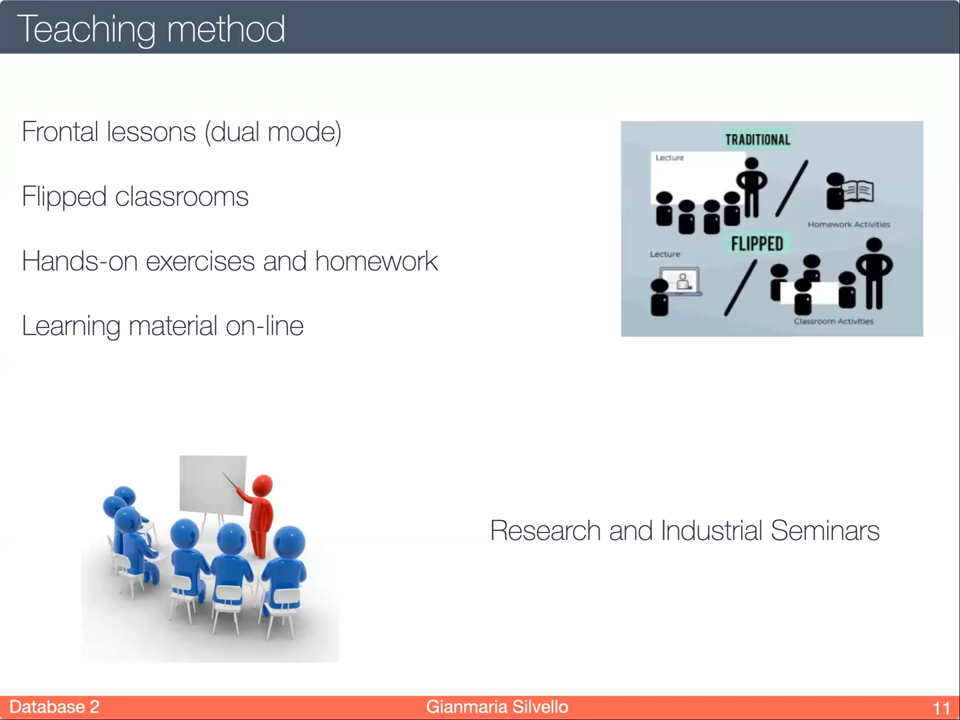 Teaching method
Frontal lessons (dual mode)
Flipped classrooms
Hands-on exercises and homework
Learning material on-line
TRADITIONAL
Lecture
Homework Activities
FLIPPED
Lecture
Classroom Activities
Research and Industrial Seminars
Database 2
Gianmaria Silvello
11